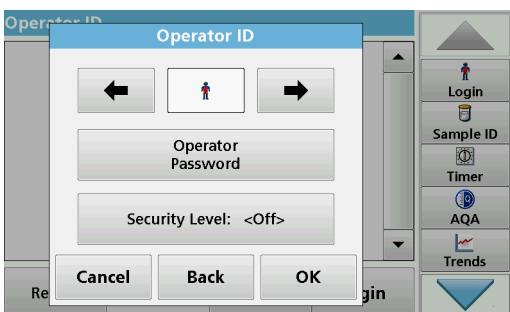 Operator ID
Operator ID
Operator
Password
Security Level: <Off>
Cancel
Back
OK
Login
Sample ID
Timer
AQA
Trends